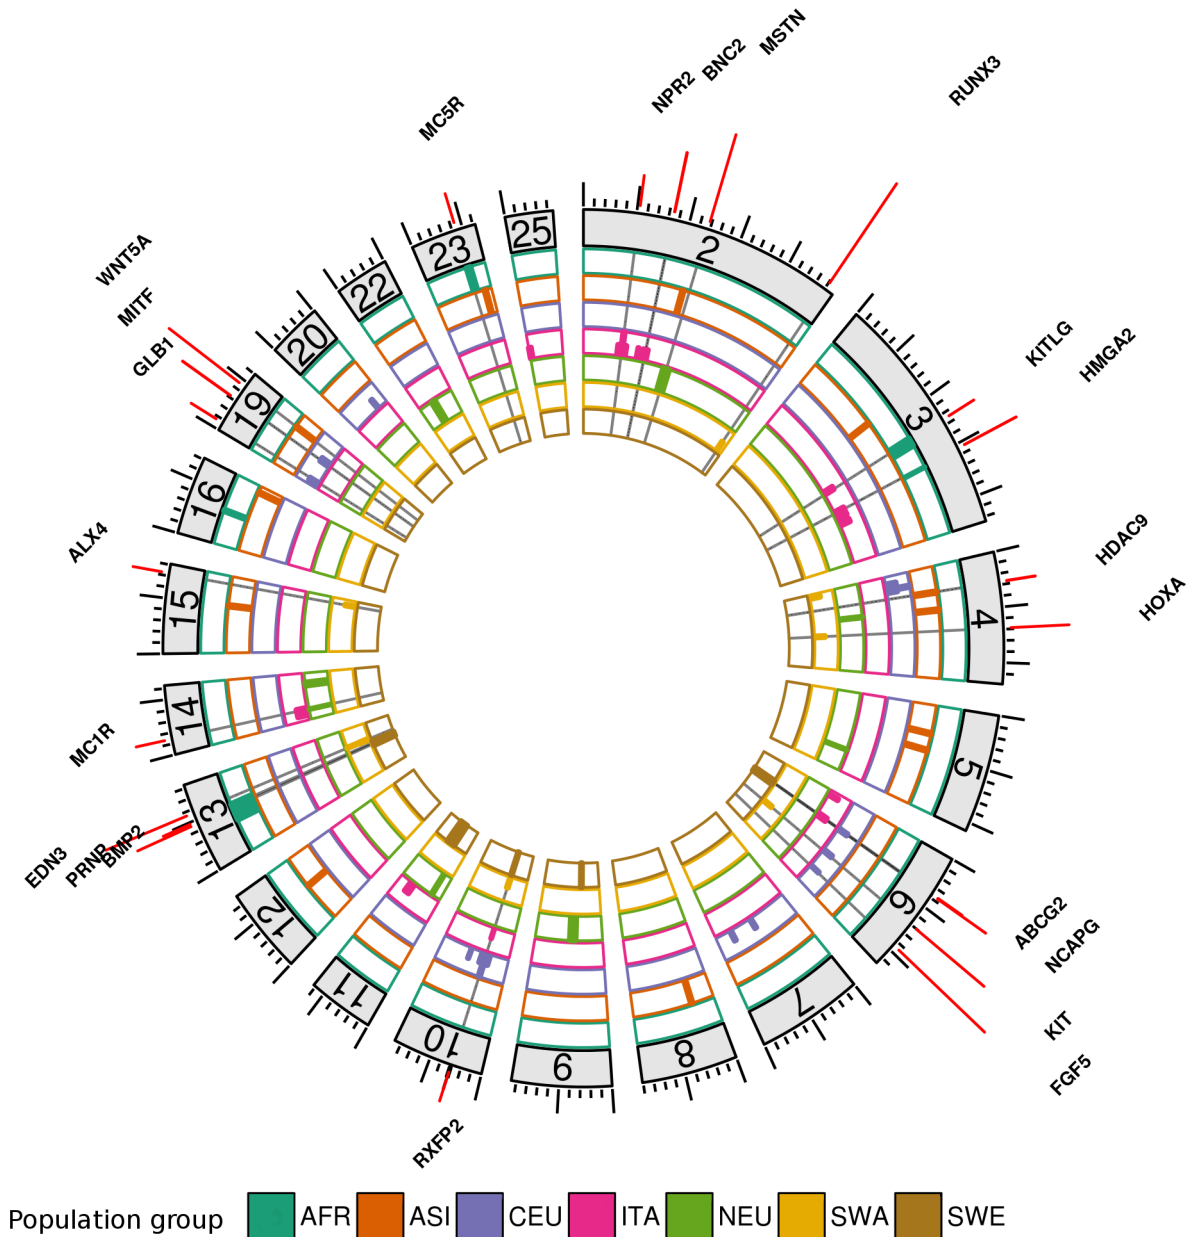 MSTN
BNC2
NPR2
RUNX3
MC5R
WNT5A
MITF
GLB1
KITLG
HMGA2
ALX4
HDAC9
HOXA
MC1R
EDN3
PRNP
BMP2
ABCG2
NCAPG
KIT
FGF5
RXFP2
2
3
4
5
6
7
8
9
10
11
12
13
14
15
16
19
20
22
23
25
Population group AFR ASI CEU ITA NEU SWA SWE